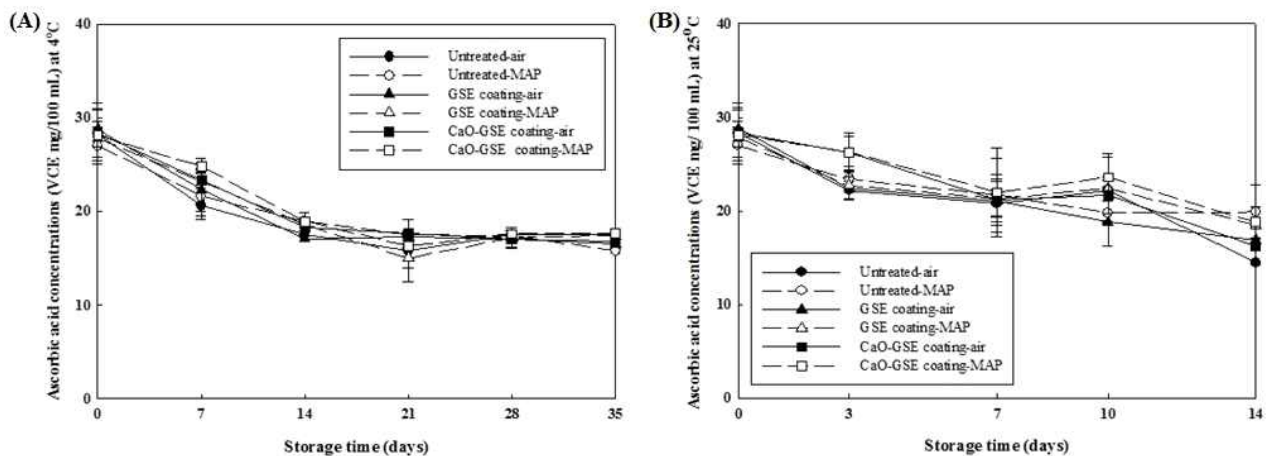 (A)
Ascorbic acid concentrations (VCE mg/100 mL) at 4°C
40
30
20
10
0
Untreated-air
Untreated-MAP
GSE coating-air
GSE coating-MAP
CaO-GSE coating-air
CaO-GSE coating-MAP
0 7 14 21 28 35
Storage time (days)
(B)
Ascorbic acid concentrations (VCE mg/ 100 mL) at 25°C
40
30
20
10
0
Untreated-air
Untreated-MAP
GSE coating-air
GSE coating-MAP
CaO-GSE coating-air
CaO-GSE coating-MAP
0 3 7 10 14
Storage time (days)